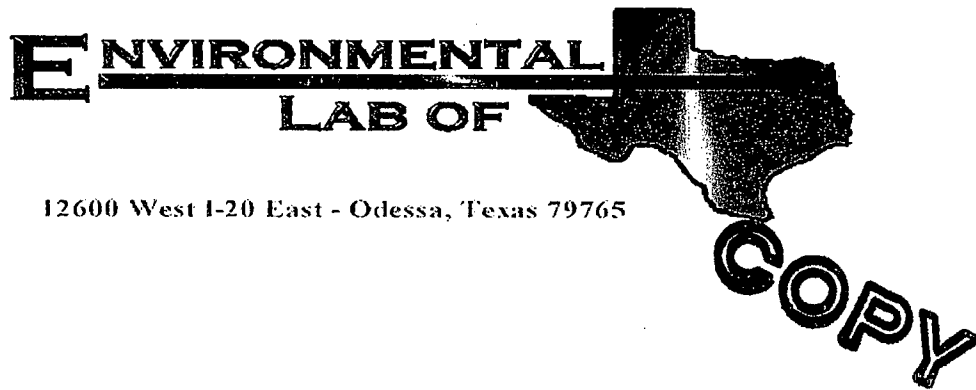 ENVIRONMENTAL
LAB OF
12600 West I-20 East - Odessa, Texas 79765
COPY